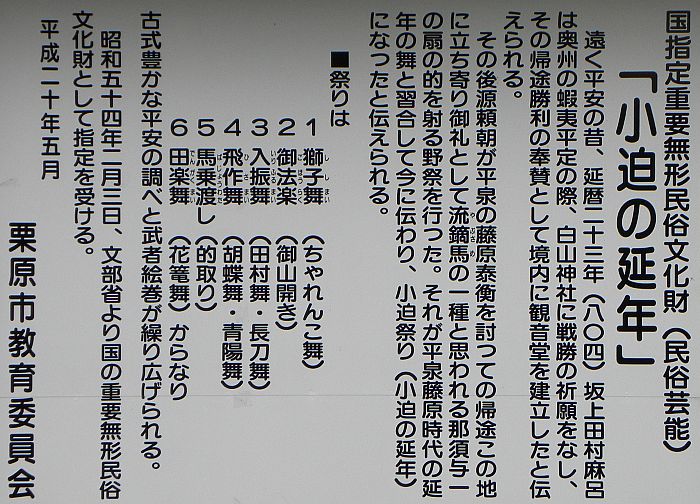 国指定重要無形民俗文化財（民俗芸能）
「小迫の延年」
遠く平安の昔、延暦二十三年（八〇四）坂上田村麻呂
は奥州の蝦夷平定の際、白山神社に戦勝の祈願をなし、
その帰途勝利の奉賛として境内に観音堂を建立したと伝
えられる。
その後源頼朝が平泉の藤原泰衡を討つての帰途この地
に立ち寄り御礼として流鏑馬の一種と思われる那須与一
の扇の的を射る野祭を行つた。それが平泉藤原時代の延
年の舞と習合して今に伝わり、小迫祭り（小迫の延年）
になつたと伝えられる。
■祭りは
1 獅子舞（ちゃれんこ舞）
2 御法楽（御山開き）
3 入振舞（田村舞・長刀舞）
4 飛作舞（胡蝶舞・青陽舞）
5 馬乗渡し（的取り）
6 田楽舞（花篭舞）からなり
古式豊かな平安の調べと武者絵巻が繰り広げられる。
昭和五十四年二月三日、文部省より国の重要無形民俗
文化財として指定を受ける。
平成二十年五月
栗原市教育委員会